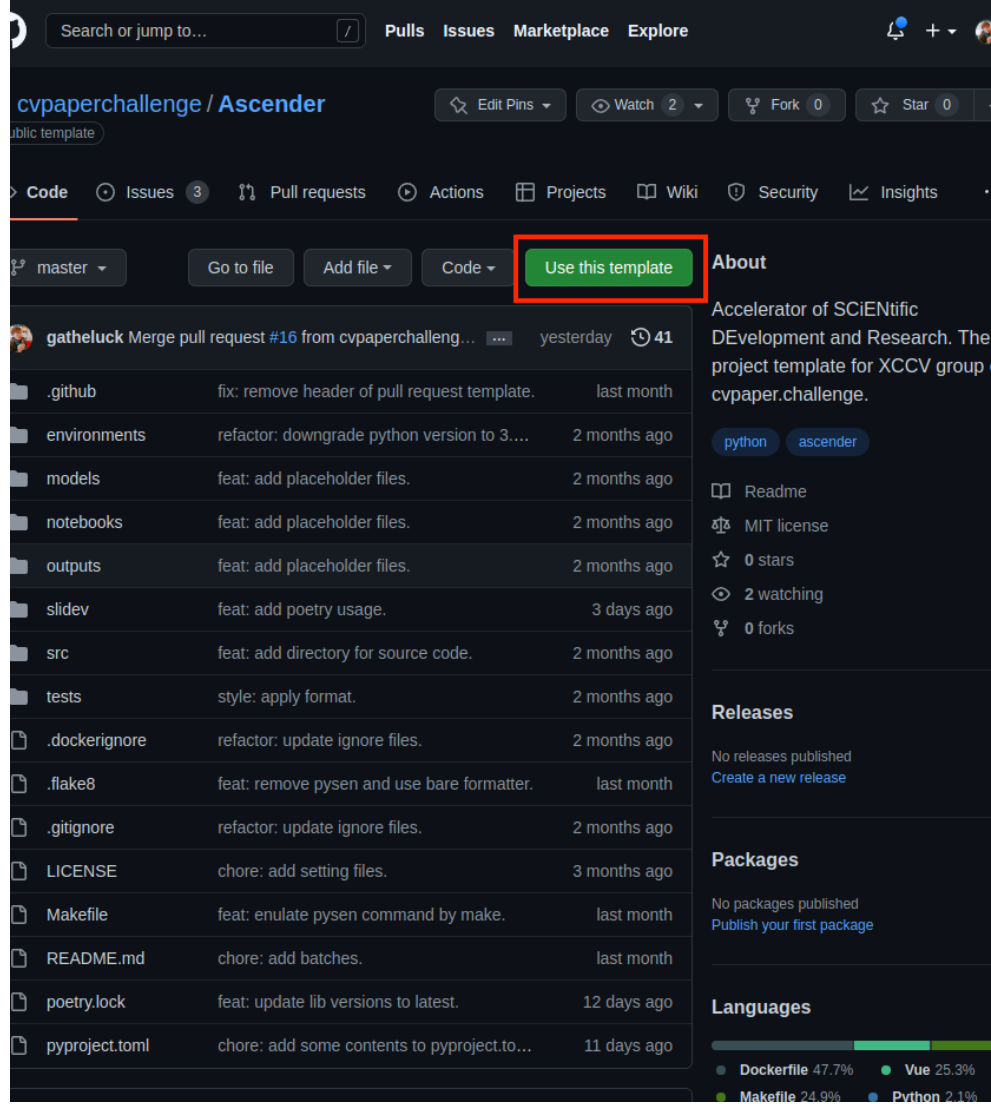 Search or jump to... /
Pulls Issues Marketplace Explore
cvpaperchallenge / Ascender
Edit Pins Watch 2 Fork 0 Star 0
ublic template
Code Issues 3 Pull requests Actions Projects Wiki Security Insights
master Go to file Add file Code Use this template
gatheluck Merge pull request #16 from cvpaperchalleng… ... yesterday 41
.github fix: remove header of pull request template. last month
environments refactor: downgrade python version to 3.… 2 months ago
models feat: add placeholder files. 2 months ago
notebooks feat: add placeholder files. 2 months ago
outputs feat: add placeholder files. 2 months ago
slidev feat: add poetry usage. 3 days ago
src feat: add directory for source code. 2 months ago
tests style: apply format. 2 months ago
.dockerignore refactor: update ignore files. 2 months ago
.flake8 feat: remove pysen and use bare formatter. last month
.gitignore refactor: update ignore files. 2 months ago
LICENSE chore: add setting files. 3 months ago
Makefile feat: enulate pysen command by make. last month
README.md chore: add batches. last month
poetry.lock feat: update lib versions to latest. 12 days ago
pyproject.toml chore: add some contents to pyproject.to… 11 days ago
About
Accelerator of SCiENtific
DEvelopment and Research. The
project template for XCCV group
cvpaper.challenge.
python ascender
Readme
MIT license
0 stars
2 watching
0 forks
Releases
No releases published
Create a new release
Packages
No packages published
Publish your first package
Languages
Dockerfile 47.7% Vue 25.3%
Makefile 24.9% Python 2.1%